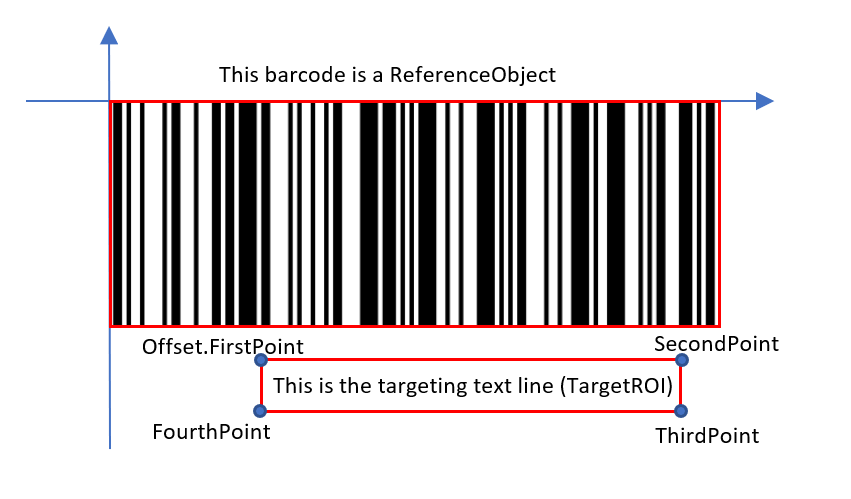 This barcode is a ReferenceObject
Offset.FirstPoint
SecondPoint
This is the targeting text line (TargetROI)
FourthPoint
ThirdPoint